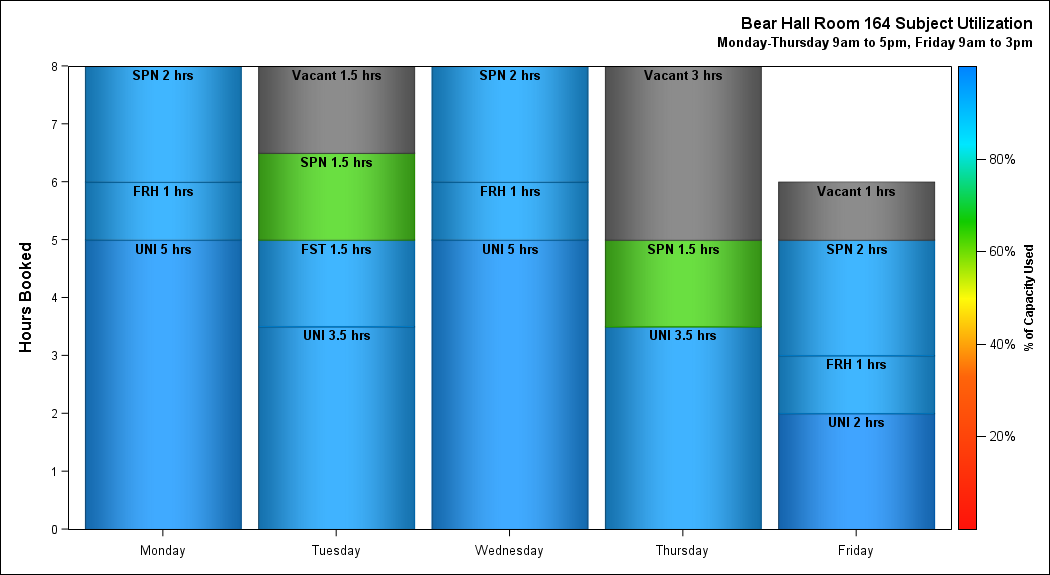 Bear Hall Room 164 Subject Utilization
Monday-Thursday 9am to 5pm, Friday 9am to 3pm
Hours Booked
8
7
6
5
4
3
2
1
0
SPN 2 hrs
FRH 1 hrs
UNI 5 hrs
Vacant 1.5 hrs
SPN 1.5 hrs
FST 1.5 hrs
UNI 3.5 hrs
SPN 2 hrs
FRH 1 hrs
UNI 5 hrs
Vacant 3 hrs
SPN 1.5 hrs
UNI 3.5 hrs
Vacant 1 hrs
SPN 2 hrs
FRH 1 hrs
UNI 2 hrs
Monday
Tuesday
Wednesday
Thursday
Friday
80%
60%
40%
20%
% of Capacity Used